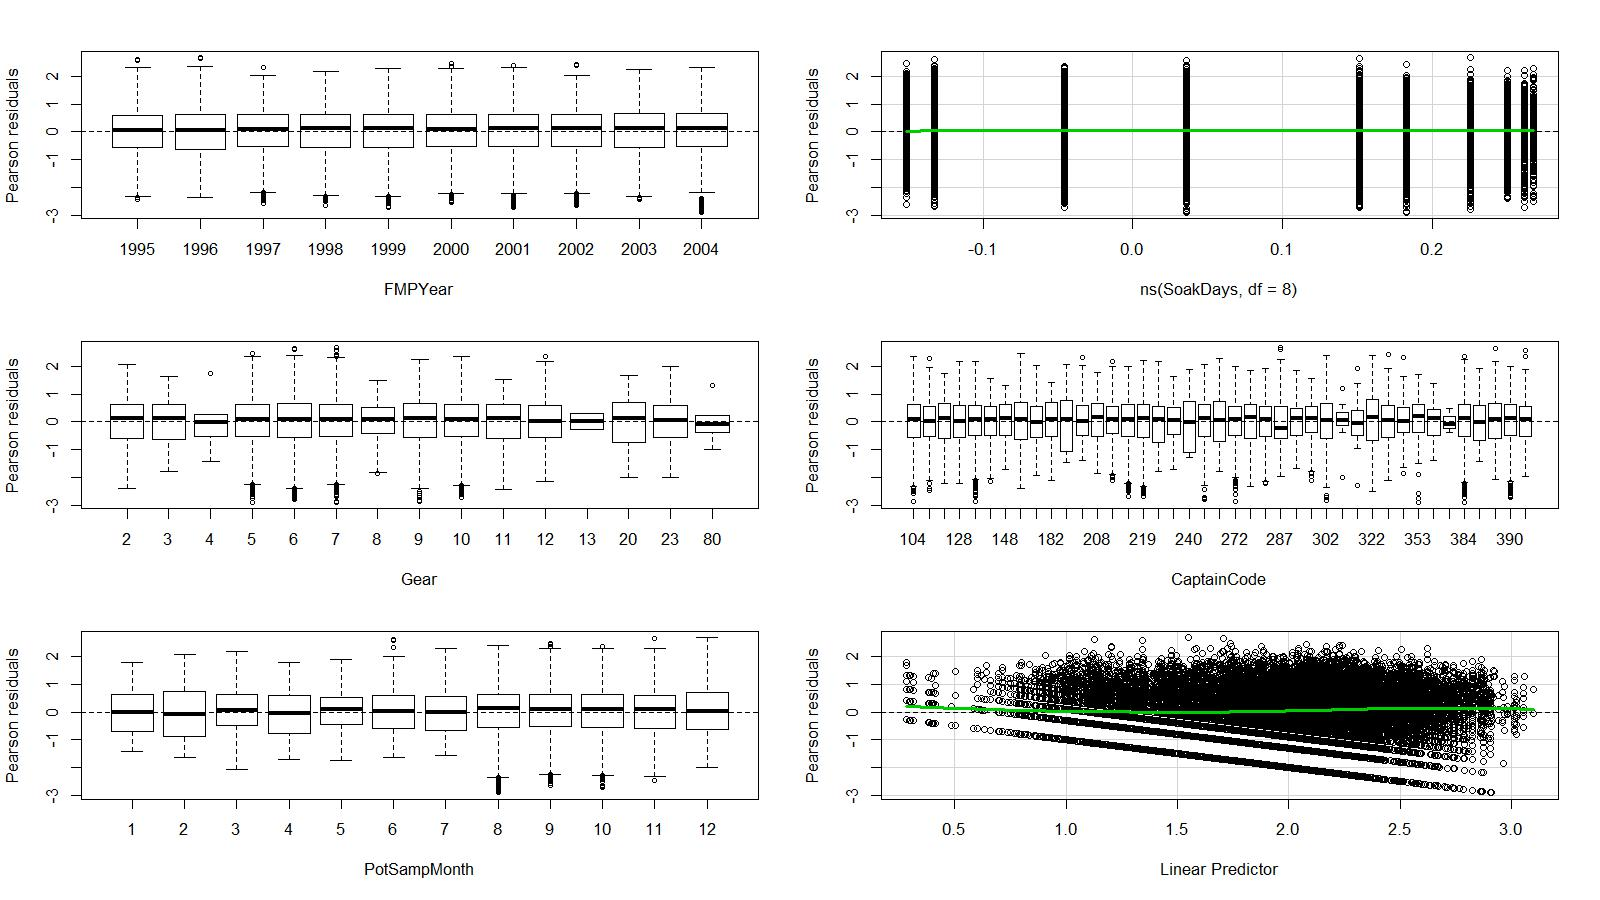 Pearson residuals
2
1
0
-1
-3
1995 1996 1997 1998 1999 2000 2001 2002 2003 2004
FMPYear
Pearson residuals
2
1
0
-1
-3
-0.1 0.0 0.1 0.2
ns(SoakDays, df = 8)
Pearson residuals
2
1
0
-1
-3
2 3 4 5 6 7 8 9 10 11 12 13 20 23 80
Gear
Pearson residuals
2
1
0
-1
-3
104 128 148 182 208 219 240 272 287 302 322 353 384 390
CaptainCode
Pearson residuals
2
1
0
-1
-3
1 2 3 4 5 6 7 8 9 10 11 12
PotSampMonth
Pearson residuals
2
1
0
-1
-3
0.5 1.0 1.5 2.0 2.5 3.0
Linear Predictor